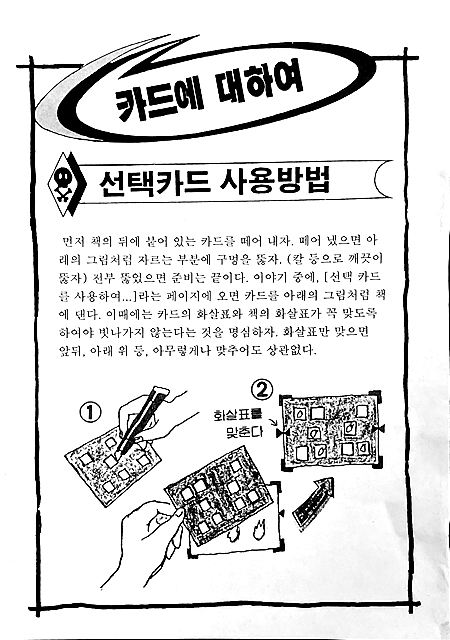 카드에 대하여
선택카드 사용방법
먼저 책의 뒤에 붙어 있는 카드를 떼어 내자. 떼어 냈으면 아
래의 그림처럼 자르는 부분에 구멍을 뚫자. (칼 등으로 깨끗이
뚫자) 전부 뚫었으면 준비는 끝이다. 이야기 중에, [선택 카드
를 사용하여...]라는 페이지에 오면 카드를 아래의 그림처럼 책
에 댄다. 이때에는 카드의 화살표와 책의 화살표가 꼭 맞도록
하여야 빗나가지 않는다는 것을 명심하자. 화살표만 맞으면
앞뒤, 아래 위 등, 아무렇게나 맞추어도 상관없다.
①
②
화살표를
맞춘다